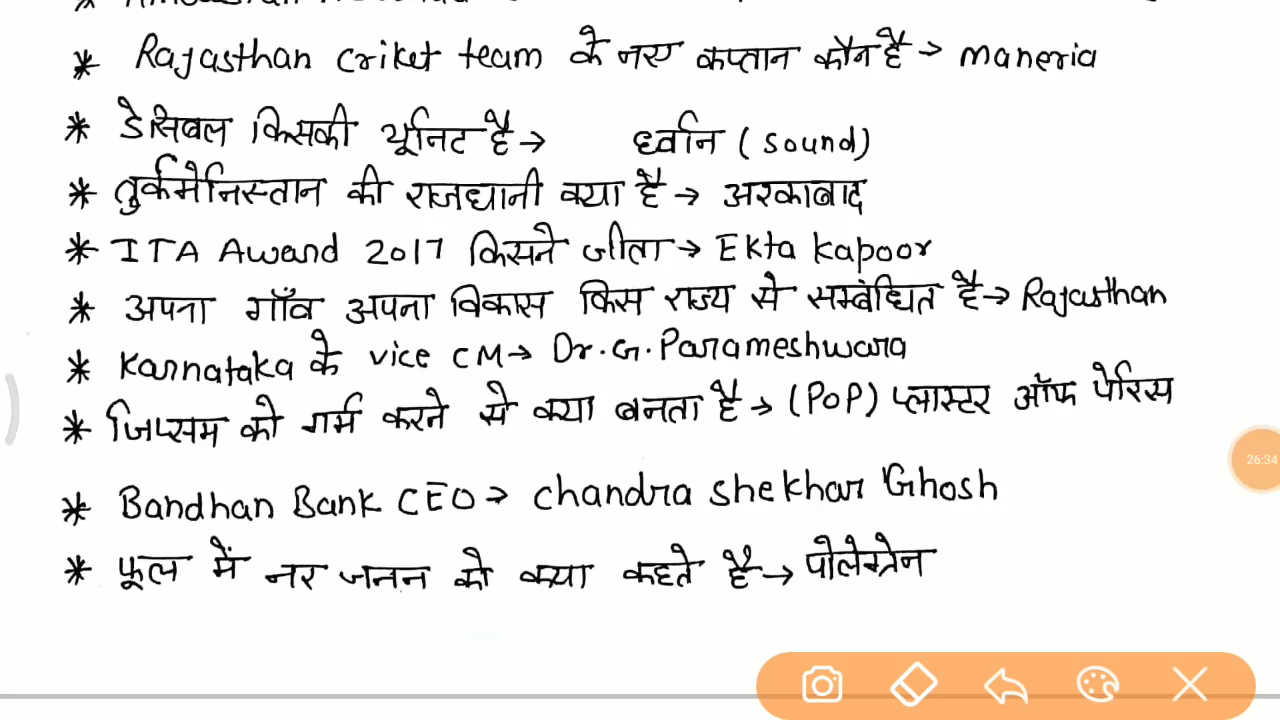 * Rajasthan criket team के नए कप्तान कौन है → maneria
* डेसिबल किसकी यूनिट है → ध्वनि (sound)
* तुर्कमेनिस्तान की राजधानी क्या है → अश्काबाद
* ITA Award 2017 किसने जीता → Ekta kapoor
* अपना गाँव अपना विकास किस राज्य से सम्बंधित है → Rajasthan
* Karnataka के vice CM → Dr. G. Parameshwara
* जिप्सम को गर्म करने से क्या बनता है → (POP) प्लास्टर ऑफ पेरिस
* Bandhan Bank CEO → chandra shekhar Ghosh
* फूल में नर जनन को क्या कहते है → पोलेग्रेन
26:34